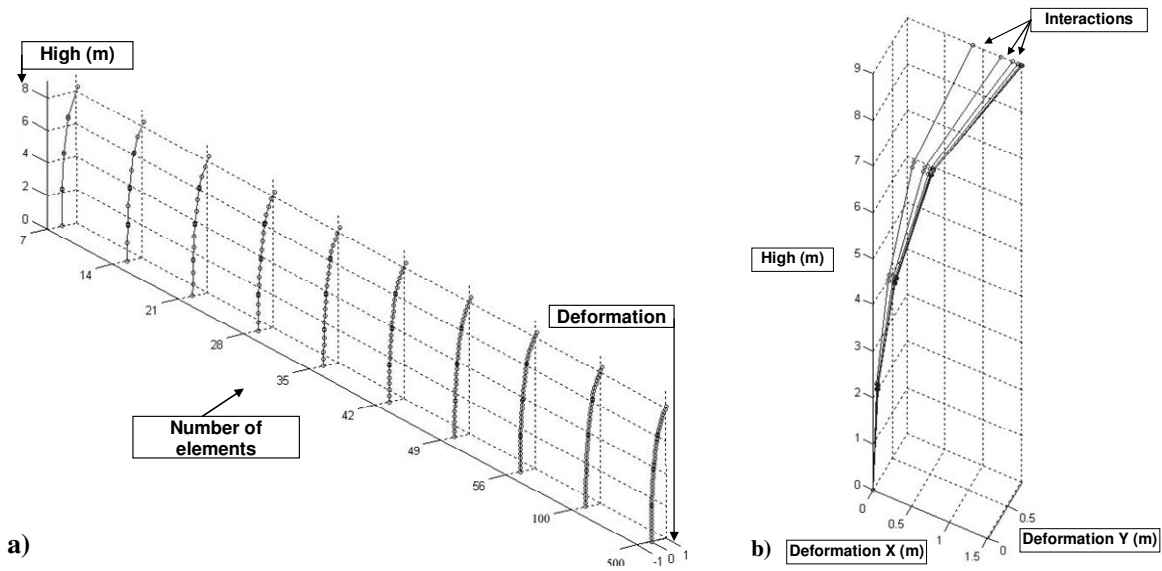 High (m)
8
6
4
2
0
7
14
21
28
35
42
49
56
100
500
-1 0 1
Deformation
Number of
elements
a)
Interactions
9
8
7
6
5
4
3
2
1
0
High (m)
0
0.5
1
1.5
0
0.5
Deformation X (m)
Deformation Y (m)
b)